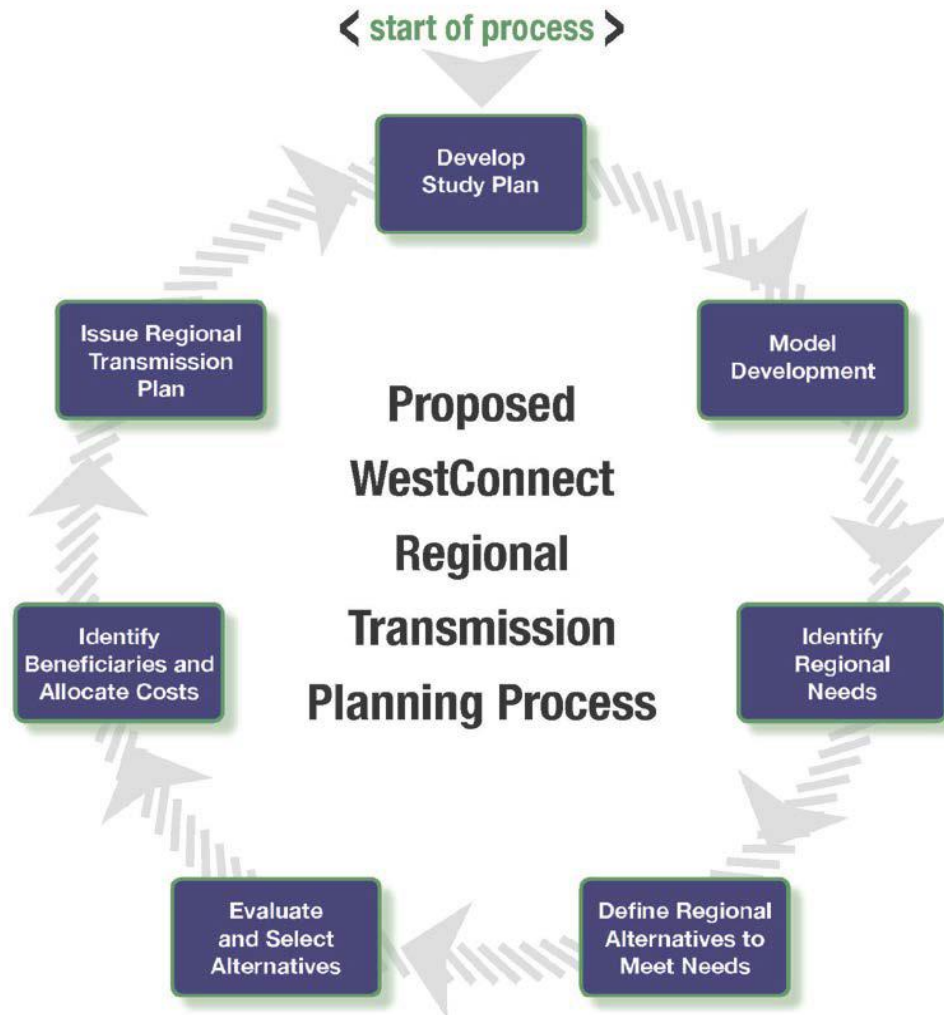 < start of process >
Develop
Study Plan
Model
Development
Identify
Regional
Needs
Define Regional
Alternatives to
Meet Needs
Evaluate
and Select
Alternatives
Identify
Beneficiaries and
Allocate Costs
Issue Regional
Transmission
Plan
Proposed
WestConnect
Regional
Transmission
Planning Process